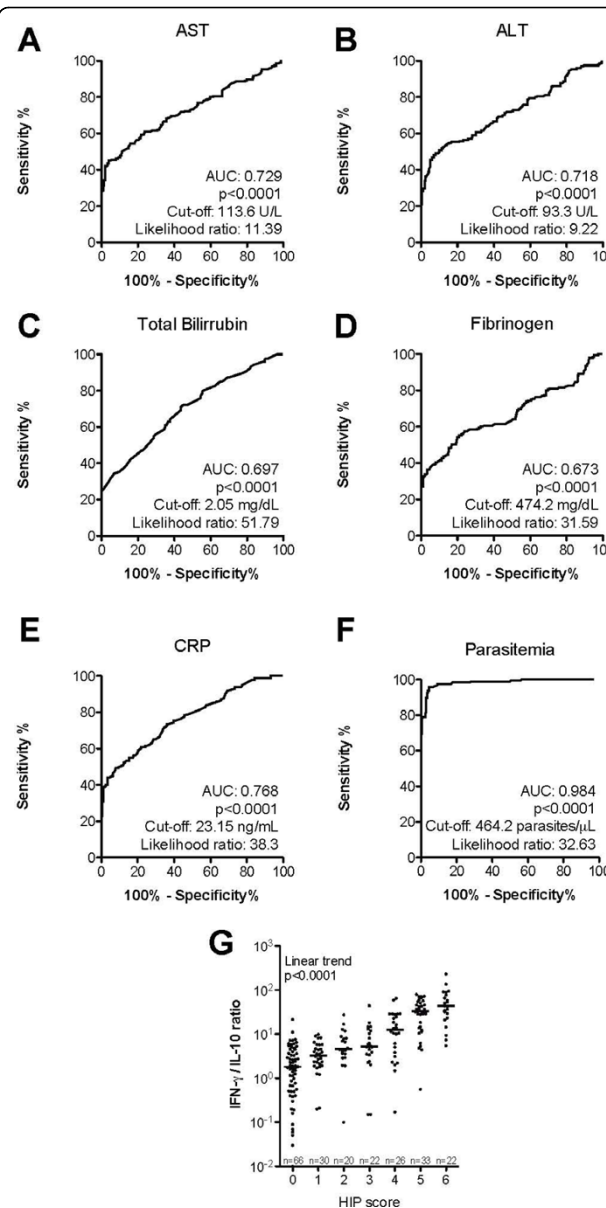 A
AST
Sensitivity %
100
80
60
40
20
0
AUC: 0.729
p<0.0001
Cut-off: 113.6 U/L
Likelihood ratio: 11.39
0 20 40 60 80 100
100% - Specificity%
B
ALT
Sensitivity %
100
80
60
40
20
0
AUC: 0.718
p<0.0001
Cut-off: 93.3 U/L
Likelihood ratio: 9.22
0 20 40 60 80 100
100% - Specificity%
C
Total Bilirrubin
Sensitivity %
100
80
60
40
20
0
AUC: 0.697
p<0.0001
Cut-off: 2.05 mg/dL
Likelihood ratio: 51.79
0 20 40 60 80 100
100% - Specificity%
D
Fibrinogen
Sensitivity %
100
80
60
40
20
0
AUC: 0.673
p<0.0001
Cut-off: 474.2 mg/dL
Likelihood ratio: 31.59
0 20 40 60 80 100
100% - Specificity%
E
CRP
Sensitivity %
100
80
60
40
20
0
AUC: 0.768
p<0.0001
Cut-off: 23.15 ng/mL
Likelihood ratio: 38.3
0 20 40 60 80 100
100% - Specificity%
F
Parasitemia
Sensitivity %
100
80
60
40
20
0
AUC: 0.984
p<0.0001
Cut-off: 464.2 parasites/µL
Likelihood ratio: 32.63
0 20 40 60 80 100
100% - Specificity%
G
IFN-γ / IL-10 ratio
10³
10²
10¹
10⁰
10⁻¹
10⁻²
Linear trend
p<0.0001
n=66 n=30 n=20 n=22 n=26 n=33 n=22
0 1 2 3 4 5 6
HIP score